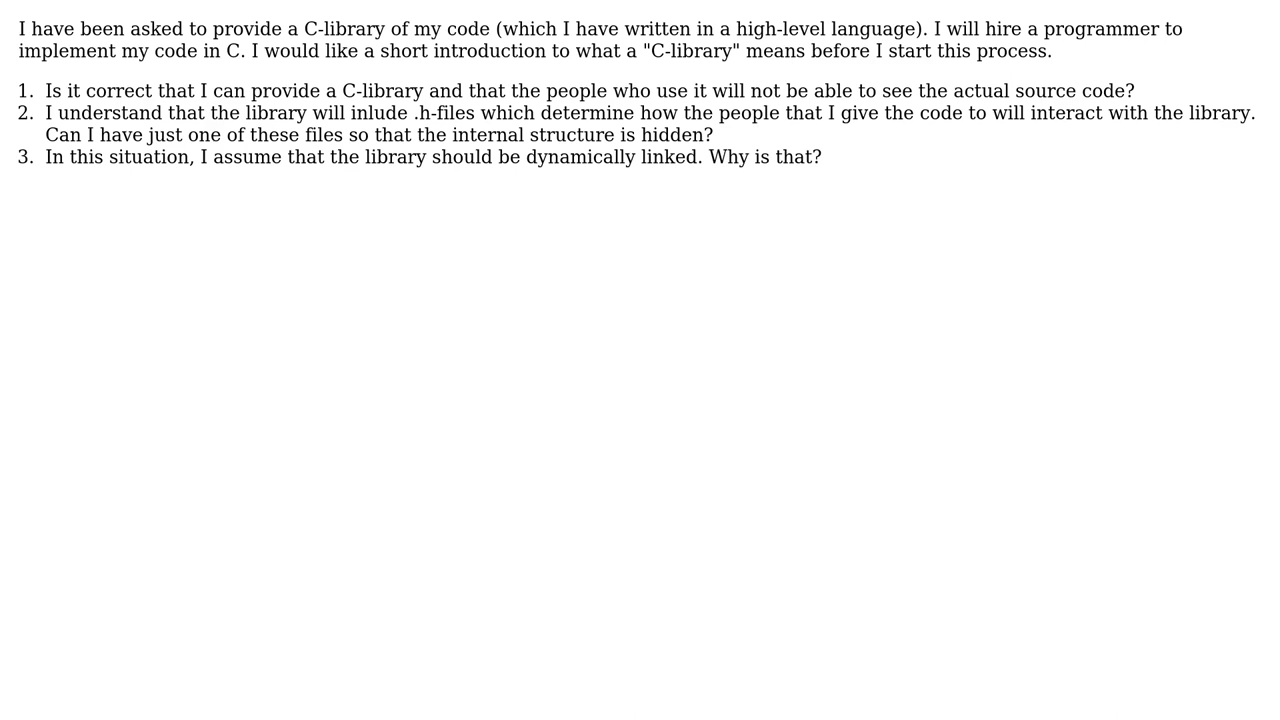 I have been asked to provide a C-library of my code (which I have written in a high-level language). I will hire a programmer to
implement my code in C. I would like a short introduction to what a "C-library" means before I start this process.
1. Is it correct that I can provide a C-library and that the people who use it will not be able to see the actual source code?
2. I understand that the library will inlude .h-files which determine how the people that I give the code to will interact with the library.
Can I have just one of these files so that the internal structure is hidden?
3. In this situation, I assume that the library should be dynamically linked. Why is that?